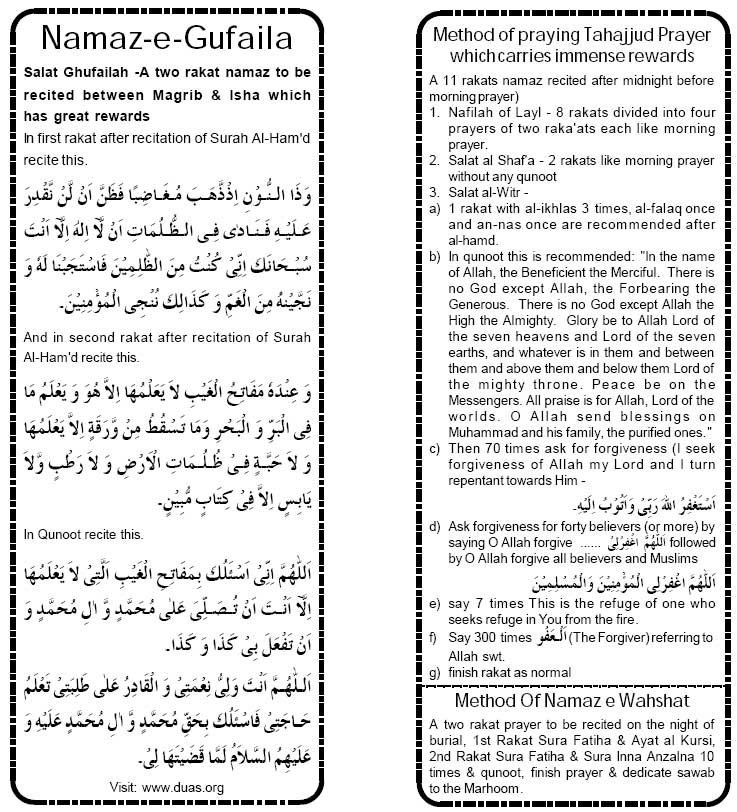 Namaz-e-Gufaila
Salat Ghufailah -A two rakat namaz to be
recited between Magrib & Isha which
has great rewards
In first rakat after recitation of Surah Al-Ham'd
recite this.
وَذَا النُّوْنِ اِذْذَّهَبَ مُغَاضِبًا فَظَنَّ اَنْ لَّنْ نَّقْدِرَ
عَلَيْهِ فَنَادٰى فِى الظُّلُمَاتِ اَنْ لَّا اِلٰهَ اِلَّا اَنْتَ
سُبْحَانَكَ اِنِّىْ كُنْتُ مِنَ الظّٰلِمِيْنَ فَاسْتَجَبْنَا لَهٗ وَ
نَجَّيْنٰهُ مِنَ الْغَمِّ وَ كَذَالِكَ نُنْجِى الْمُؤْمِنِيْنَ۔
And in second rakat after recitation of Surah
Al-Ham'd recite this.
وَ عِنْدَهٗ مَفَاتِحُ الْغَيْبِ لاَ يَعْلَمُهَا اِلاَّ هُوَ وَ يَعْلَمُ مَا
فِى الْبَرِّ وَ الْبَحْرِ وَمَا تَسْقُطُ مِنْ وَّرَقَةٍ اِلاَّ يَعْلَمُهَا
وَ لاَ حَبَّةٍ فِىْ ظُلُمَاتِ الْاَرْضِ وَ لاَ رَطْبٍ وَّلاَ
يَابِسٍ اِلاَّ فِىْ كِتَابٍ مُّبِيْنٍ۔
In Qunoot recite this.
اَللّٰهُمَّ اِنِّىْ اَسْئَلُكَ بِمَفَاتِحِ الْغَيْبِ الَّتِىْ لاَ يَعْلَمُهَا
اِلَّا اَنْتَ اَنْ تُصَلِّىَ عَلٰى مُحَمَّدٍ وَّ اٰلِ مُحَمَّدٍ وَ
اَنْ تَفْعَلَ بِىْ كَذَا وَ كَذَا۔
اَللّٰهُمَّ اَنْتَ وَلِىُّ نِعْمَتِىْ وَ الْقَادِرُ عَلٰى طَلِبَتِىْ تَعْلَمُ
حَاجَتِىْ فَاَسْئَلُكَ بِحَقِّ مُحَمَّدٍ وَّ اٰلِ مُحَمَّدٍ عَلَيْهِ وَ
عَلَيْهِمُ السَّلاَمُ لَمَّا قَضَيْتَهَا لِىْ۔
Visit: www.duas.org
Method of praying Tahajjud Prayer
which carries immense rewards
A 11 rakats namaz recited after midnight before
morning prayer)
1. Nafilah of Layl - 8 rakats divided into four
prayers of two raka'ats each like morning
prayer.
2. Salat al Shaf'a - 2 rakats like morning prayer
without any qunoot
3. Salat al-Witr -
a) 1 rakat with al-ikhlas 3 times, al-falaq once
and an-nas once are recommended after
al-hamd.
b) In qunoot this is recommended: "In the name
of Allah, the Beneficient the Merciful. There is
no God except Allah, the Forbearing the
Generous. There is no God except Allah the
High the Almighty. Glory be to Allah Lord of
the seven heavens and Lord of the seven
earths, and whatever is in them and between
them and above them and below them Lord of
the mighty throne. Peace be on the
Messengers. All praise is for Allah, Lord of the
worlds. O Allah send blessings on
Muhammad and his family, the purified ones."
c) Then 70 times ask for forgiveness (I seek
forgiveness of Allah my Lord and I turn
repentant towards Him -
اَسْتَغْفِرُ اللّٰهَ رَبِّىْ وَاَتُوْبُ اِلَيْهِ۔
d) Ask forgiveness for forty believers (or more) by
saying O Allah forgive ...... اَللّٰهُمَّ اغْفِرْلِىْ followed
by O Allah forgive all believers and Muslims
اَللّٰهُمَّ اغْفِرْلِى الْمُؤْمِنِيْنَ وَالْمُسْلِمِيْنَ
e) say 7 times This is the refuge of one who
seeks refuge in You from the fire.
f) Say 300 times اَلْعَفُو (The Forgiver) referring to
Allah swt.
g) finish rakat as normal
Method Of Namaz e Wahshat
A two rakat prayer to be recited on the night of
burial, 1st Rakat Sura Fatiha & Ayat al Kursi,
2nd Rakat Sura Fatiha & Sura Inna Anzalna 10
times & qunoot, finish prayer & dedicate sawab
to the Marhoom.